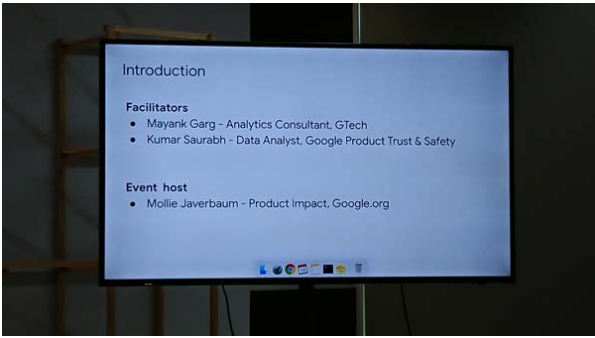 Introduction
Facilitators
● Mayank Garg - Analytics Consultant, GTech
● Kumar Saurabh - Data Analyst, Google Product Trust & Safety
Event host
● Mollie Javerbaum - Product Impact, Google.org